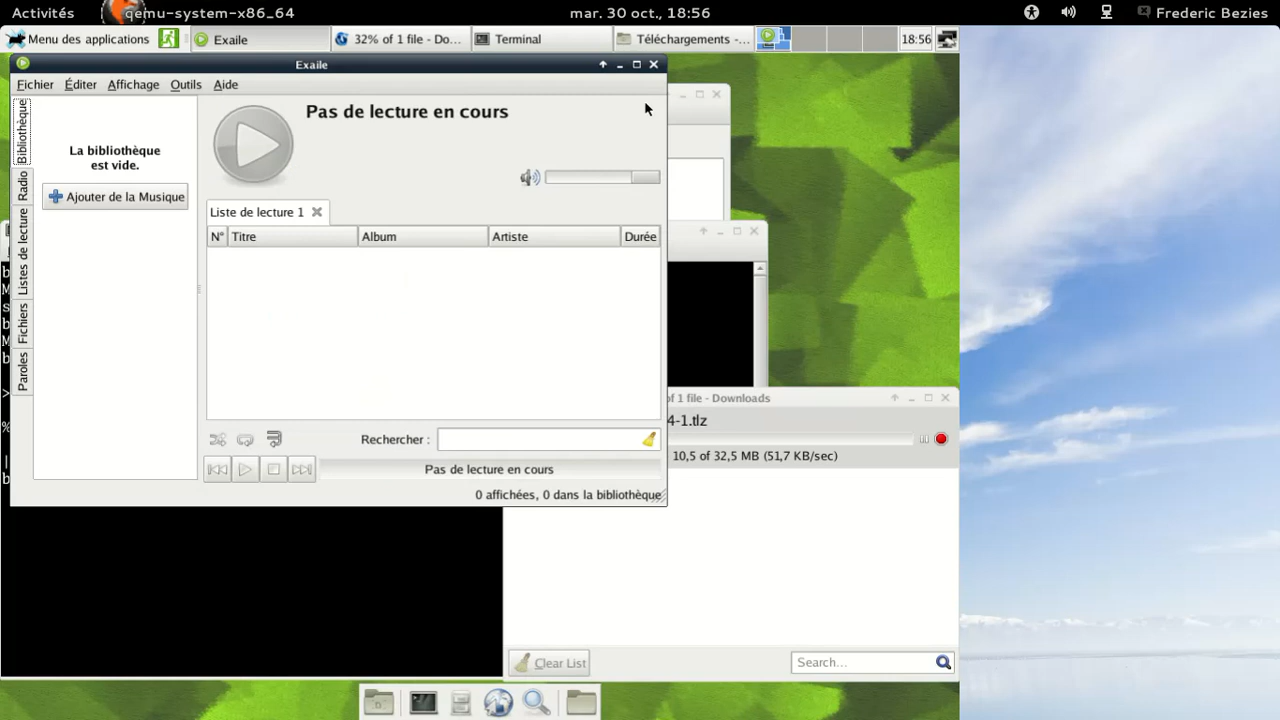 Activités qemu-system-x86_64 mar. 30 oct., 18:56 Frederic Bezies
Menu des applications Exaile 32% of 1 file - Do... Terminal Téléchargements -... 18:56
Exaile
Fichier Éditer Affichage Outils Aide
Bibliothèque
Radio
Listes de lecture
Fichiers
Paroles
La bibliothèque
est vide.
Ajouter de la Musique
Pas de lecture en cours
Liste de lecture 1
N° Titre Album Artiste Durée
Rechercher :
Pas de lecture en cours
0 affichées, 0 dans la bibliothèque
of 1 file - Downloads
4-1.tlz
10,5 of 32,5 MB (51,7 KB/sec)
Clear List Search...